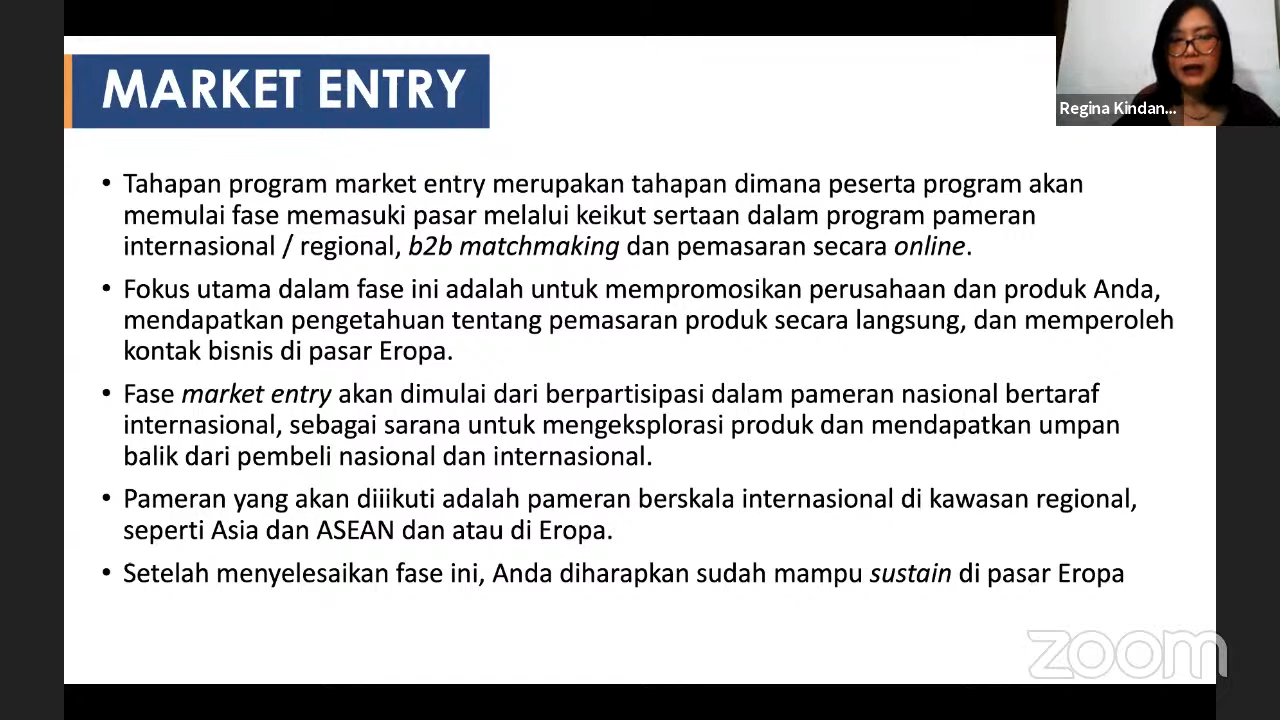 MARKET ENTRY
Regina Kindan...
• Tahapan program market entry merupakan tahapan dimana peserta program akan
memulai fase memasuki pasar melalui keikut sertaan dalam program pameran
internasional / regional, b2b matchmaking dan pemasaran secara online.
• Fokus utama dalam fase ini adalah untuk mempromosikan perusahaan dan produk Anda,
mendapatkan pengetahuan tentang pemasaran produk secara langsung, dan memperoleh
kontak bisnis di pasar Eropa.
• Fase market entry akan dimulai dari berpartisipasi dalam pameran nasional bertaraf
internasional, sebagai sarana untuk mengeksplorasi produk dan mendapatkan umpan
balik dari pembeli nasional dan internasional.
• Pameran yang akan diiikuti adalah pameran berskala internasional di kawasan regional,
seperti Asia dan ASEAN dan atau di Eropa.
• Setelah menyelesaikan fase ini, Anda diharapkan sudah mampu sustain di pasar Eropa
zoom